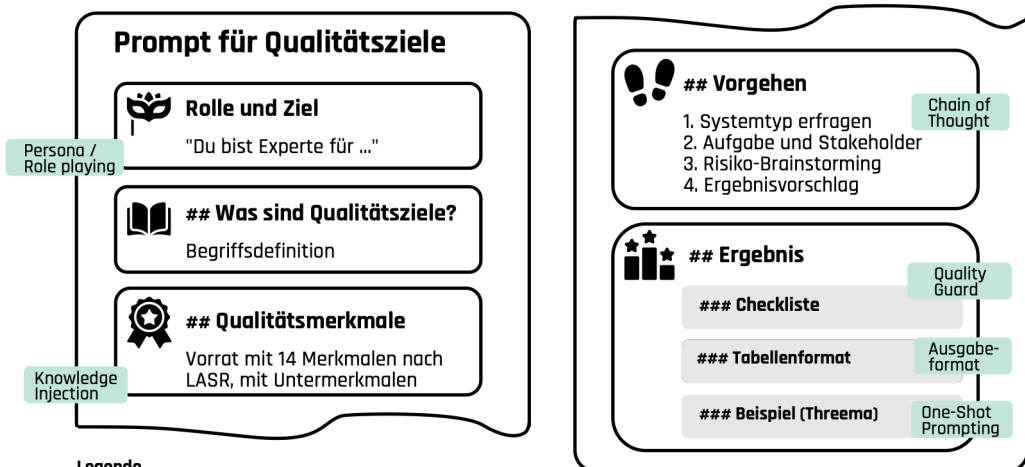 Prompt für Qualitätsziele
Rolle und Ziel
"Du bist Experte für ..."
Persona /
Role playing
## Was sind Qualitätsziele?
Begriffsdefinition
## Qualitätsmerkmale
Vorrat mit 14 Merkmalen nach
LASR, mit Untermerkmalen
Knowledge
Injection
Legende
## Vorgehen
1. Systemtyp erfragen
2. Aufgabe und Stakeholder
3. Risiko-Brainstorming
4. Ergebnisvorschlag
Chain of
Thought
## Ergebnis
Quality
Guard
### Checkliste
### Tabellenformat
Ausgabe-
format
### Beispiel (Threema)
One-Shot
Prompting